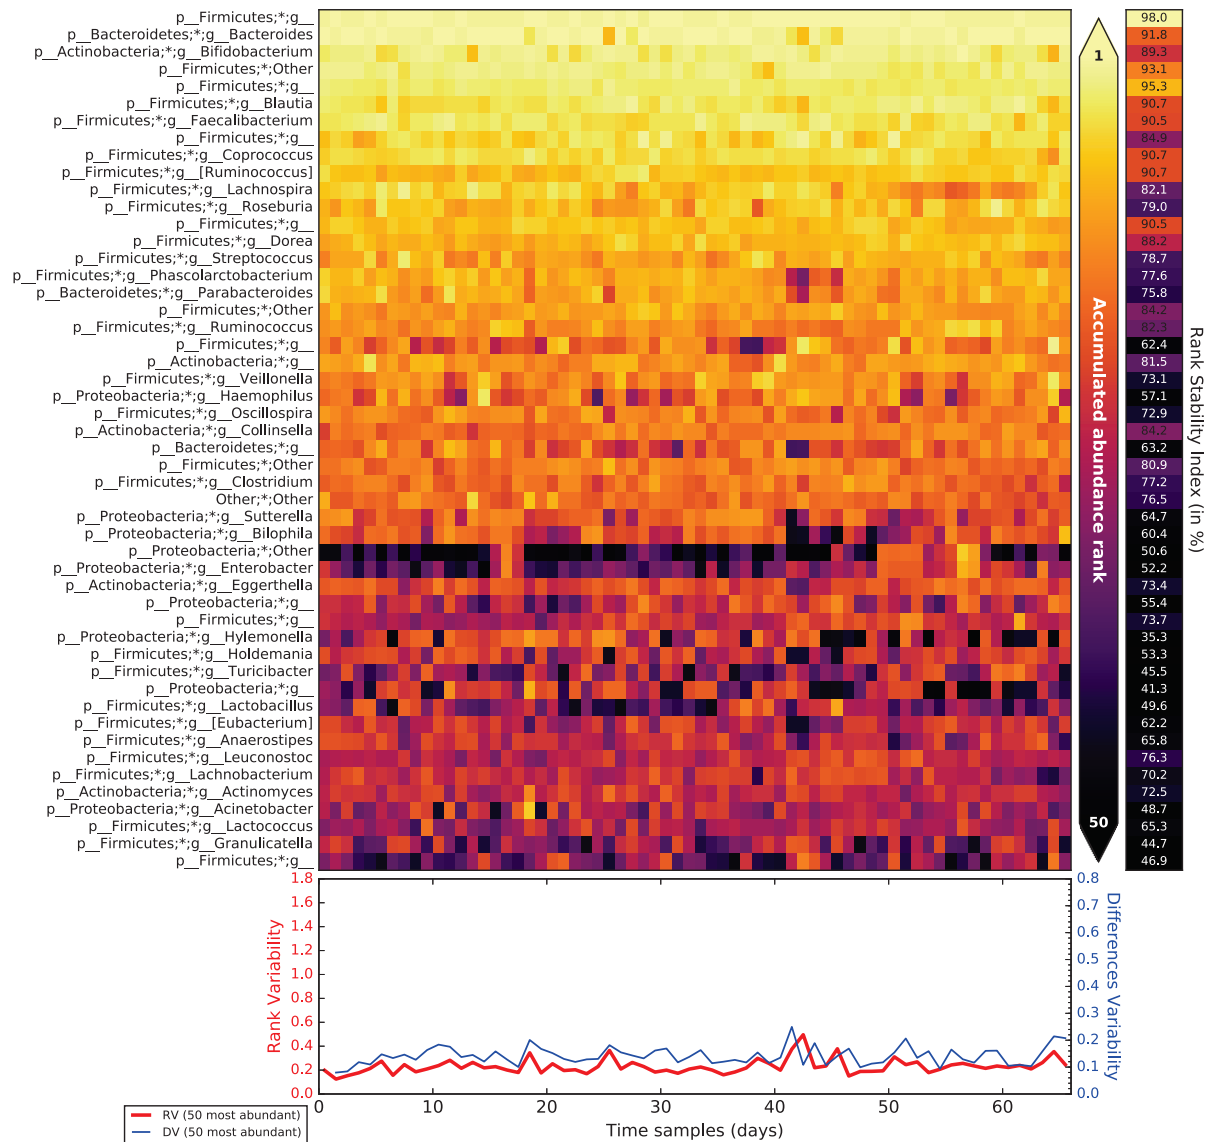 p__Firmicutes;*;g__
p__Bacteroidetes;*;g__Bacteroides
p__Actinobacteria;*;g__Bifidobacterium
p__Firmicutes;*;Other
p__Firmicutes;*;g__
p__Firmicutes;*;g__Blautia
p__Firmicutes;*;g__Faecalibacterium
p__Firmicutes;*;g__
p__Firmicutes;*;g__Coprococcus
p__Firmicutes;*;g__[Ruminococcus]
p__Firmicutes;*;g__Lachnospira
p__Firmicutes;*;g__Roseburia
p__Firmicutes;*;g__
p__Firmicutes;*;g__Dorea
p__Firmicutes;*;g__Streptococcus
p__Firmicutes;*;g__Phascolarctobacterium
p__Bacteroidetes;*;g__Parabacteroides
p__Firmicutes;*;Other
p__Firmicutes;*;g__Ruminococcus
p__Firmicutes;*;g__
p__Actinobacteria;*;g__
p__Firmicutes;*;g__Veillonella
p__Proteobacteria;*;g__Haemophilus
p__Firmicutes;*;g__Oscillospira
p__Actinobacteria;*;g__Collinsella
p__Bacteroidetes;*;g__
p__Firmicutes;*;Other
p__Firmicutes;*;g__Clostridium
Other;*;Other
p__Proteobacteria;*;g__Sutterella
p__Proteobacteria;*;g__Bilophila
p__Proteobacteria;*;Other
p__Proteobacteria;*;g__Enterobacter
p__Actinobacteria;*;g__Eggerthella
p__Proteobacteria;*;g__
p__Firmicutes;*;g__
p__Proteobacteria;*;g__Hylemonella
p__Firmicutes;*;g__Holdemania
p__Firmicutes;*;g__Turicibacter
p__Proteobacteria;*;g__
p__Firmicutes;*;g__Lactobacillus
p__Firmicutes;*;g__[Eubacterium]
p__Firmicutes;*;g__Anaerostipes
p__Firmicutes;*;g__Leuconostoc
p__Firmicutes;*;g__Lachnobacterium
p__Actinobacteria;*;g__Actinomyces
p__Proteobacteria;*;g__Acinetobacter
p__Firmicutes;*;g__Lactococcus
p__Firmicutes;*;g__Granulicatella
p__Firmicutes;*;g__
1
Accumulated abundance rank
50
98.0
91.8
89.3
93.1
95.3
90.7
90.5
84.9
90.7
90.7
82.1
79.0
90.5
88.2
78.7
77.6
75.8
84.2
82.3
62.4
81.5
73.1
57.1
72.9
84.2
63.2
80.9
77.2
76.5
64.7
60.4
50.6
52.2
73.4
55.4
73.7
35.3
53.3
45.5
41.3
49.6
62.2
65.8
76.3
70.2
72.5
48.7
65.3
44.7
46.9
Rank Stability Index (in %)
1.8
1.6
1.4
1.2
1.0
0.8
0.6
0.4
0.2
0.0
Rank Variability
0.8
0.7
0.6
0.5
0.4
0.3
0.2
0.1
0.0
Differences Variability
0 10 20 30 40 50 60
Time samples (days)
RV (50 most abundant)
DV (50 most abundant)